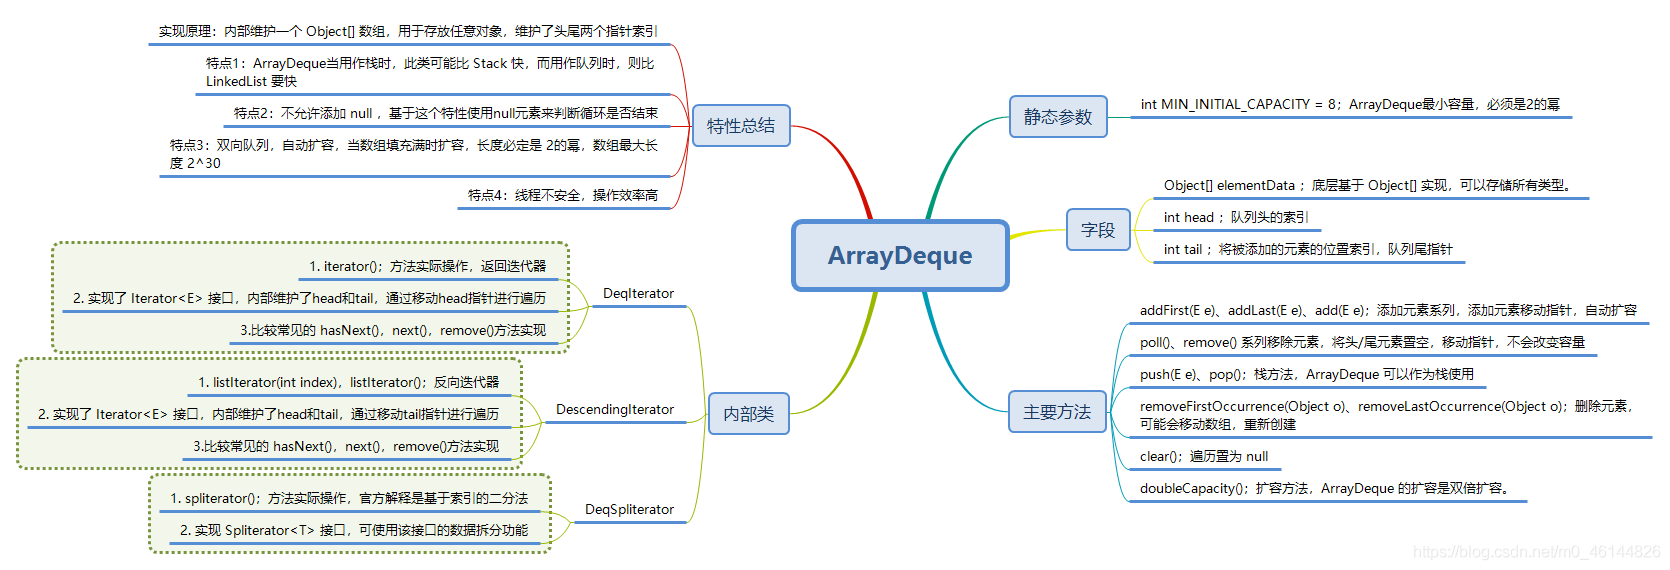 ArrayDeque
特性总结
实现原理：内部维护一个 Object[] 数组，用于存放任意对象，维护了头尾两个指针索引
特点1：ArrayDeque当用作栈时，此类可能比 Stack 快，而用作队列时，则比
LinkedList 要快
特点2：不允许添加 null ，基于这个特性使用null元素来判断循环是否结束
特点3：双向队列，自动扩容，当数组填充满时扩容，长度必定是 2的幂，数组最大长
度 2^30
特点4：线程不安全，操作效率高
内部类
DeqIterator
1. iterator()；方法实际操作，返回迭代器
2. 实现了 Iterator<E> 接口，内部维护了head和tail，通过移动head指针进行遍历
3.比较常见的 hasNext()，next()，remove()方法实现
DescendingIterator
1. listIterator(int index)，listIterator()；反向迭代器
2. 实现了 Iterator<E> 接口，内部维护了head和tail，通过移动tail指针进行遍历
3.比较常见的 hasNext()，next()，remove()方法实现
DeqSpliterator
1. spliterator()；方法实际操作，官方解释是基于索引的二分法
2. 实现 Spliterator<T> 接口，可使用该接口的数据拆分功能
静态参数
int MIN_INITIAL_CAPACITY = 8；ArrayDeque最小容量，必须是2的幂
字段
Object[] elementData ；底层基于 Object[] 实现，可以存储所有类型。
int head ；队列头的索引
int tail ；将被添加的元素的位置索引，队列尾指针
主要方法
addFirst(E e)、addLast(E e)、add(E e)；添加元素系列，添加元素移动指针，自动扩容
poll()、remove() 系列移除元素，将头/尾元素置空，移动指针，不会改变容量
push(E e)、pop()；栈方法，ArrayDeque 可以作为栈使用
removeFirstOccurrence(Object o)、removeLastOccurrence(Object o)；删除元素，
可能会移动数组，重新创建
clear()；遍历置为 null
doubleCapacity()；扩容方法，ArrayDeque 的扩容是双倍扩容。
https://blog.csdn.net/m0_46144826